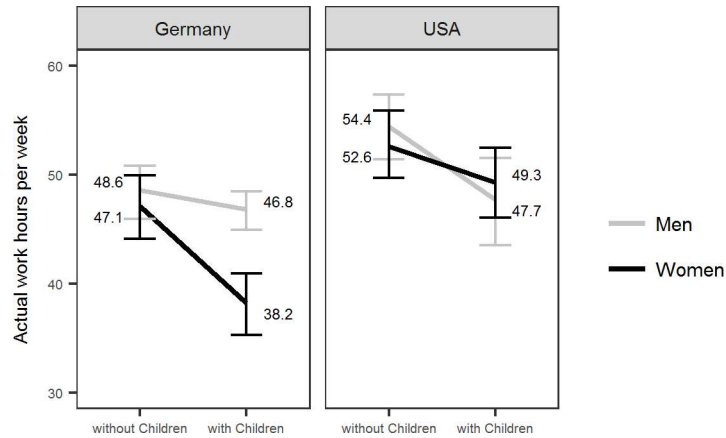 Germany
USA
Actual work hours per week
60
50
40
30
48.6
47.1
46.8
38.2
54.4
52.6
49.3
47.7
without Children
with Children
without Children
with Children
Men
Women